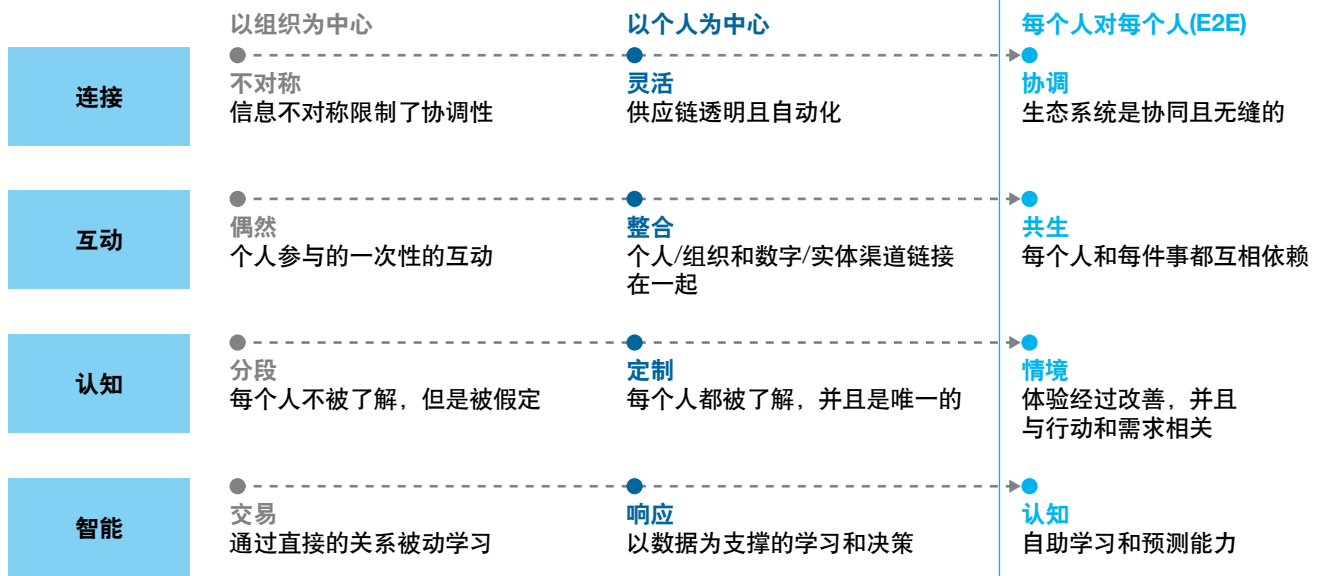 以组织为中心
以个人为中心
每个人对每个人(E2E)
连接
不对称
信息不对称限制了协调性
灵活
供应链透明且自动化
协调
生态系统是协同且无缝的
互动
偶然
个人参与的一次性的互动
整合
个人/组织和数字/实体渠道链接
在一起
共生
每个人和每件事都互相依赖
认知
分段
每个人不被了解，但是被假定
定制
每个人都被了解，并且是唯一的
情境
体验经过改善，并且
与行动和需求相关
智能
交易
通过直接的关系被动学习
响应
以数据为支撑的学习和决策
认知
自助学习和预测能力